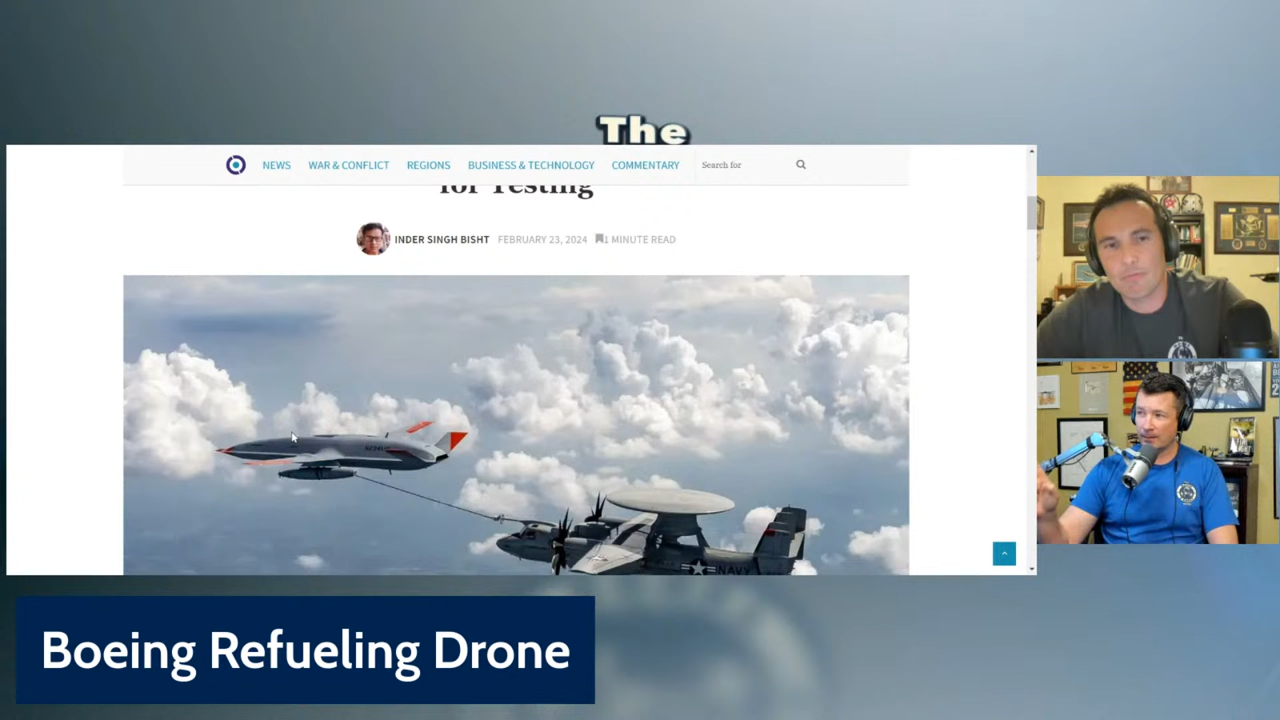 The
NEWS WAR & CONFLICT REGIONS BUSINESS & TECHNOLOGY COMMENTARY Search for
for Testing
INDER SINGH BISHT FEBRUARY 23, 2024 1 MINUTE READ
NAVY
Boeing Refueling Drone